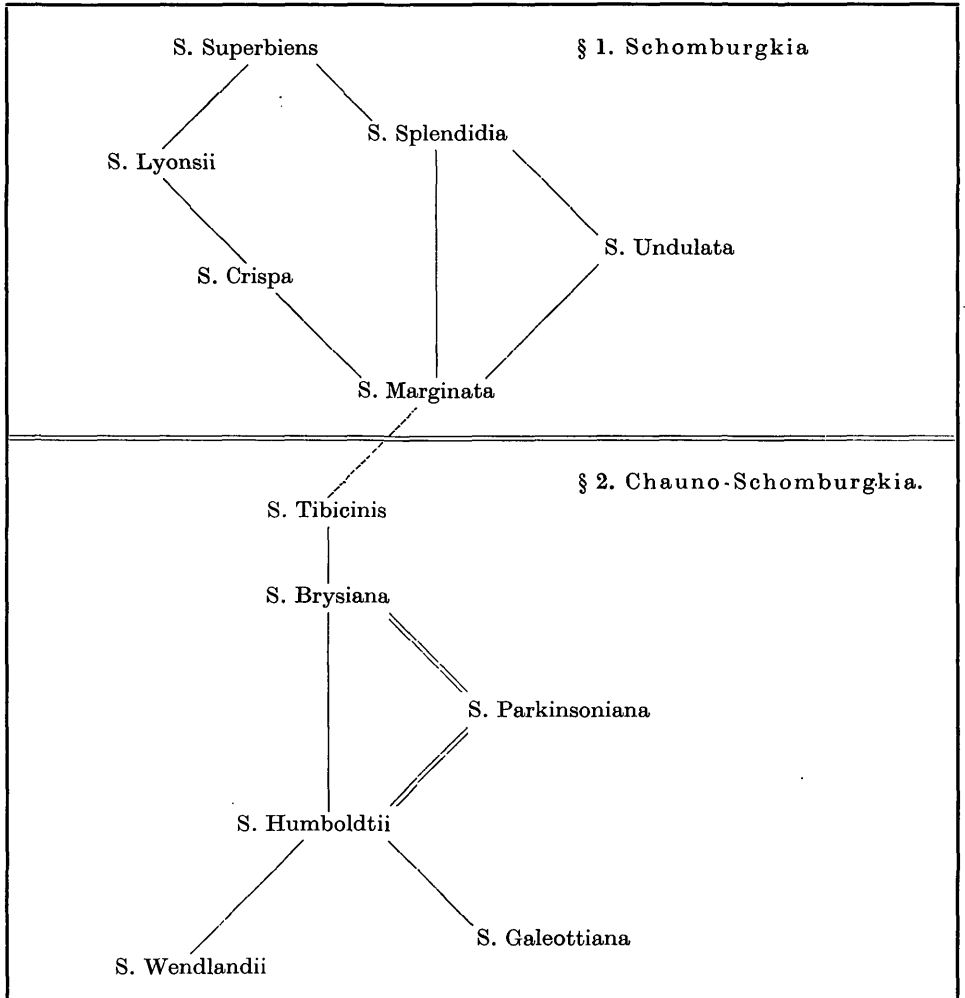 S. Superbiens
§ 1. Schomburgkia
S. Splendidia
S. Lyonsii
S. Undulata
S. Crispa
S. Marginata
§ 2. Chauno-Schomburgkia.
S. Tibicinis
S. Brysiana
S. Parkinsoniana
S. Humboldtii
S. Galeottiana
S. Wendlandii